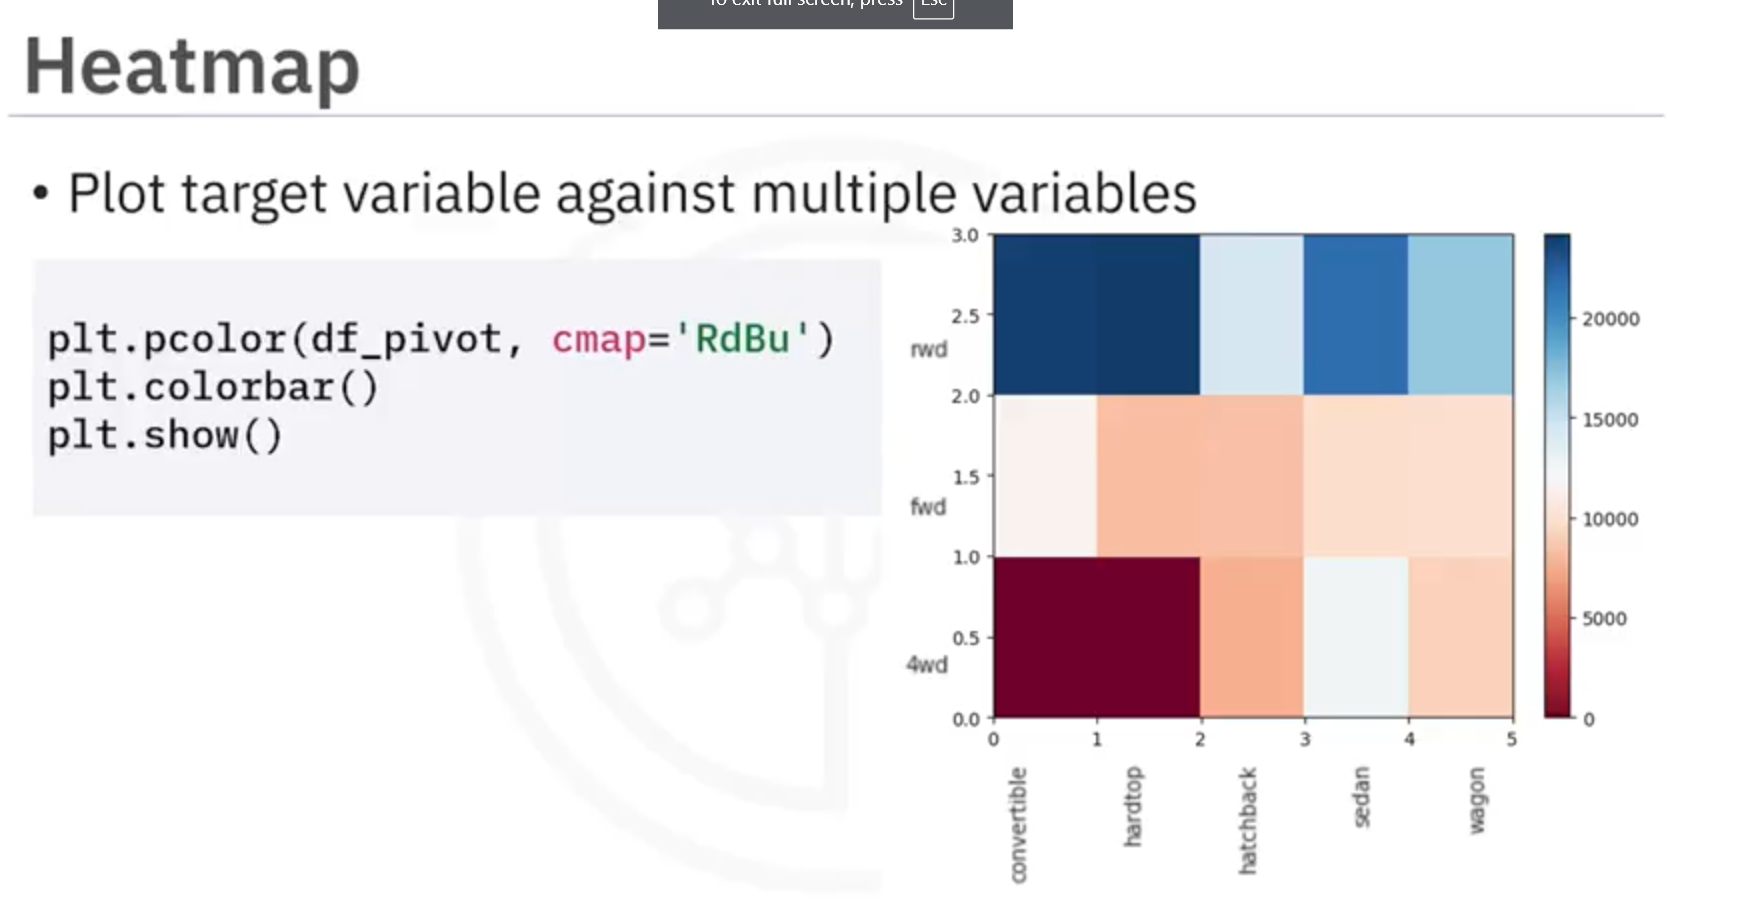 To exit full screen, press Esc
Heatmap
• Plot target variable against multiple variables
plt.pcolor(df_pivot, cmap='RdBu')
plt.colorbar()
plt.show()
3.0
2.5
rwd
2.0
1.5
fwd
1.0
0.5
4wd
0.0
0 1 2 3 4 5
convertible
hardtop
hatchback
sedan
wagon
20000
15000
10000
5000
0